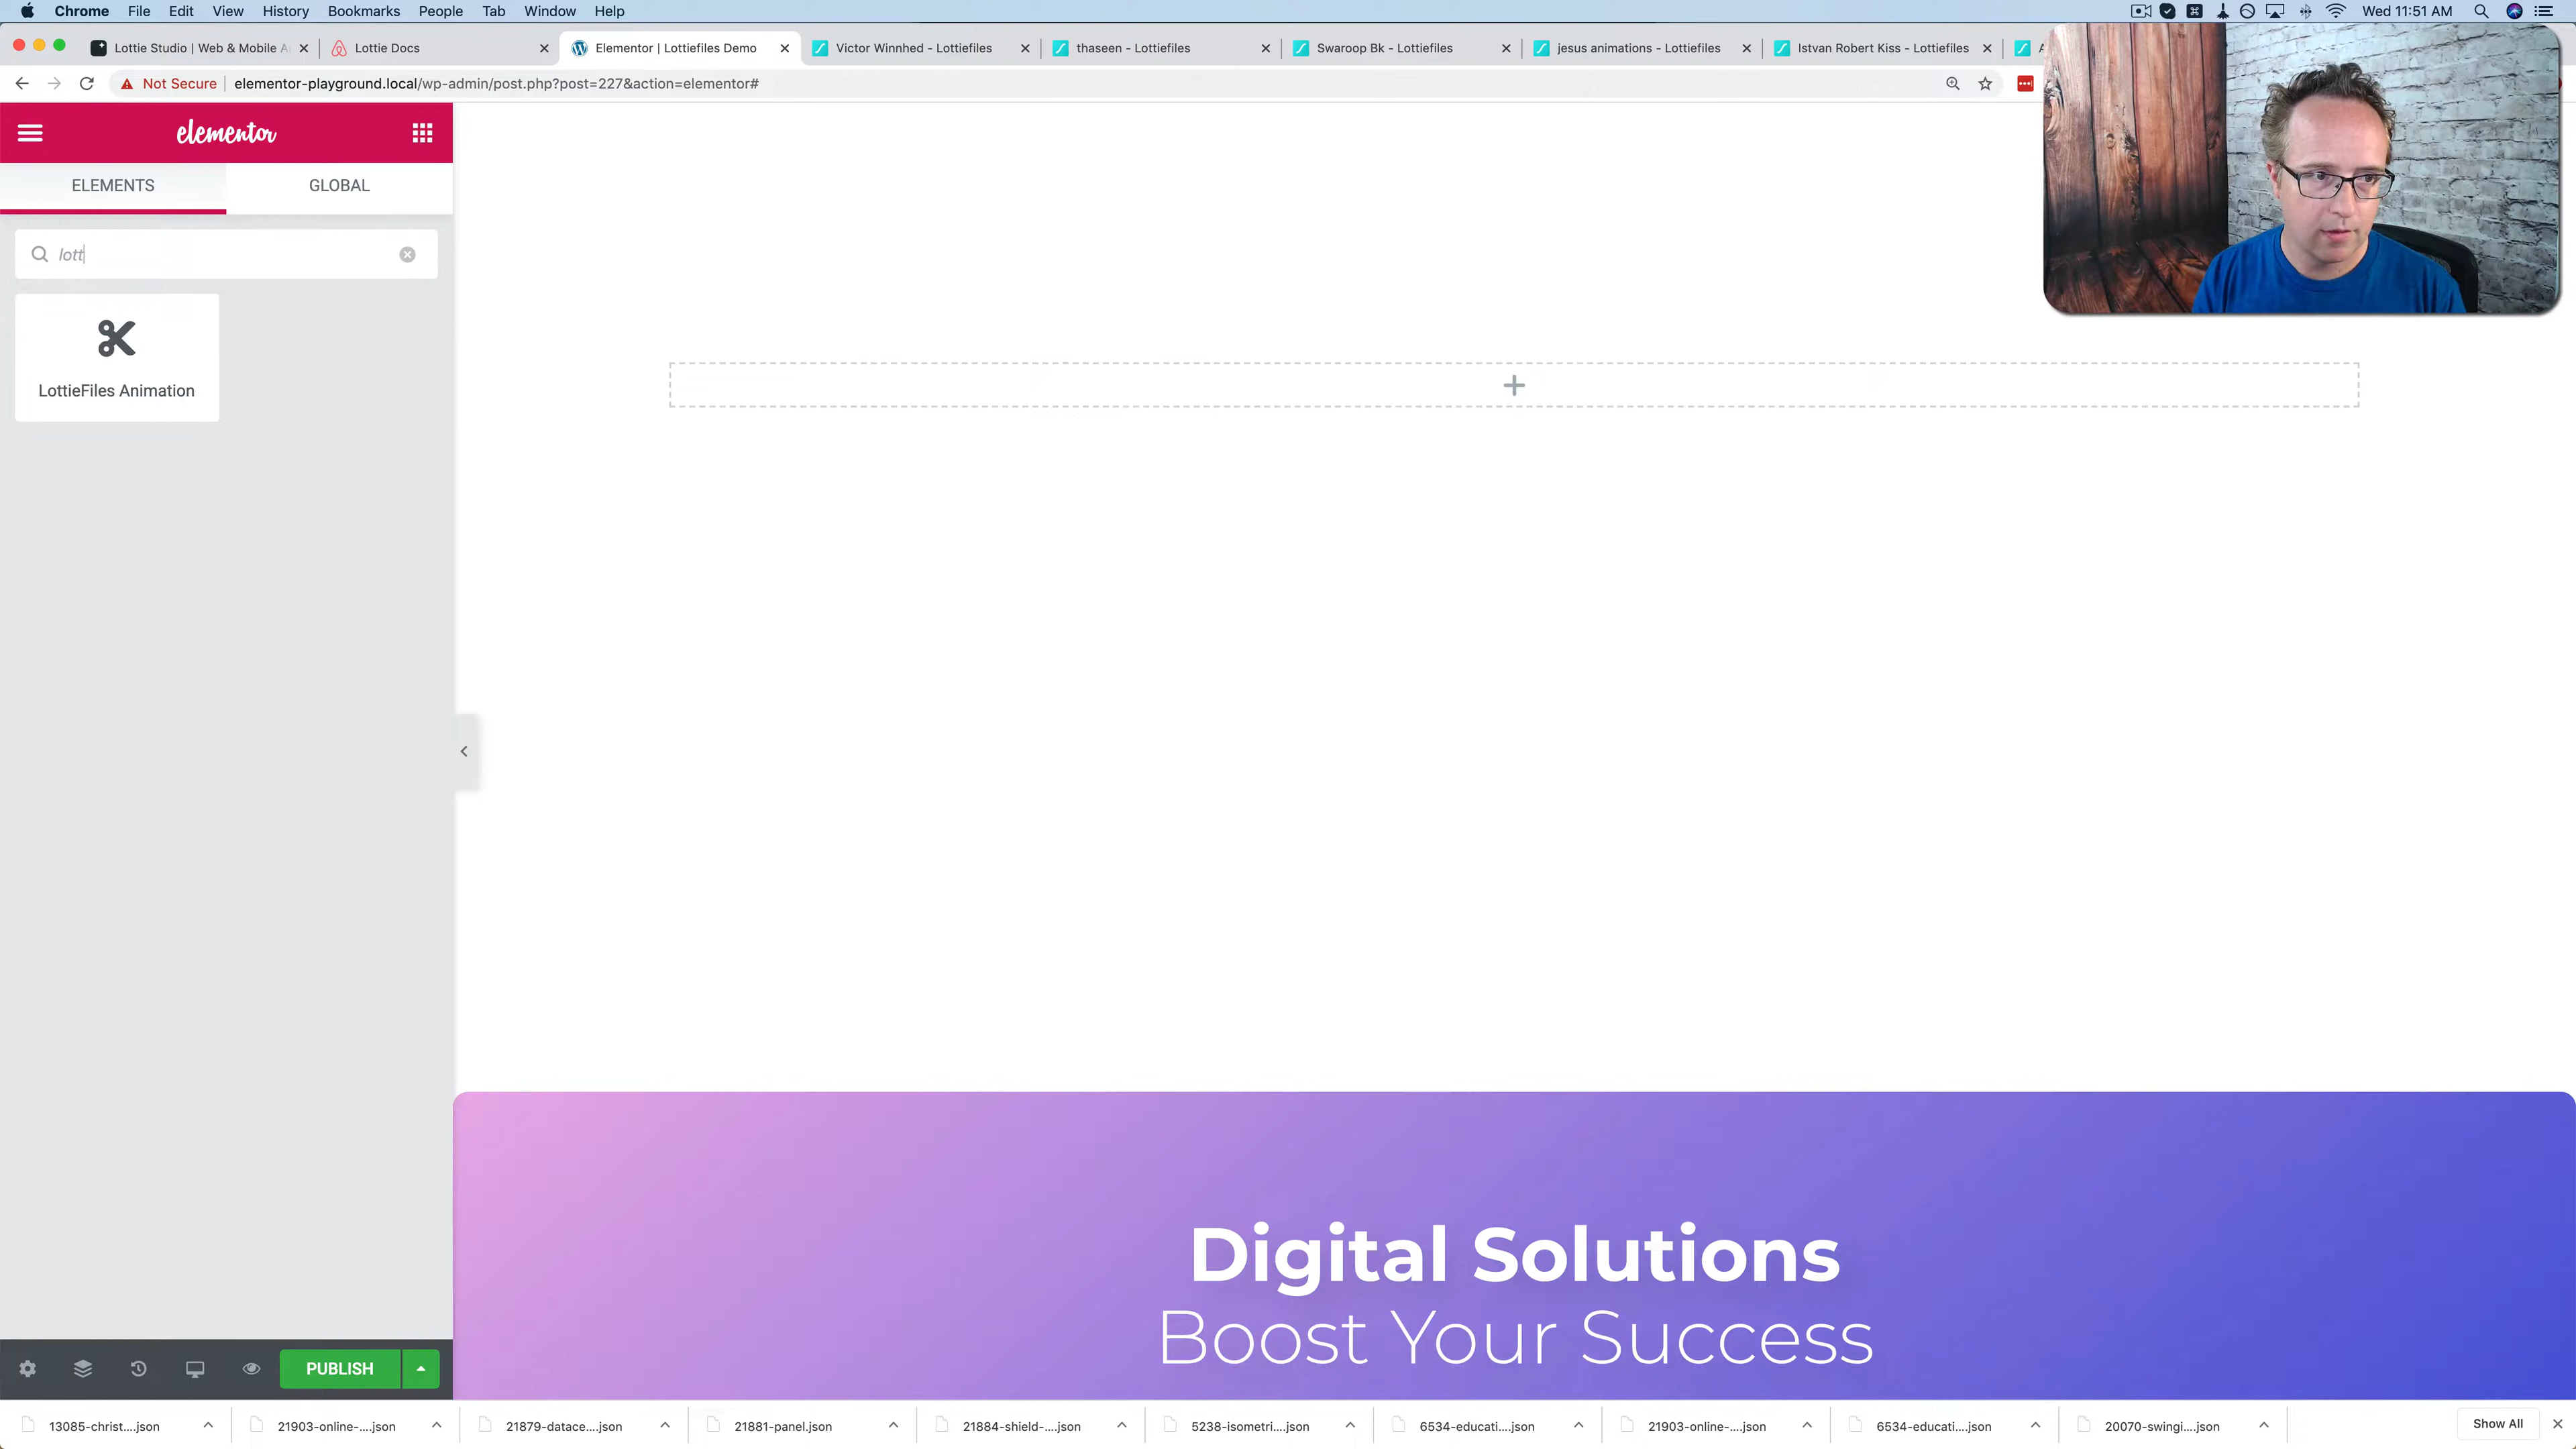 Chrome File Edit View History Bookmarks People Tab Window Help Wed 11:51 AM
Lottie Studio | Web & Mobile A Lottie Docs Elementor | Lottiefiles Demo Victor Winnhed - Lottiefiles thaseen - Lottiefiles Swaroop Bk - Lottiefiles jesus animations - Lottiefiles Istvan Robert Kiss - Lottiefiles A
Not Secure elementor-playground.local/wp-admin/post.php?post=227&action=elementor#
elementor
ELEMENTS GLOBAL
lott
LottieFiles Animation
Digital Solutions
Boost Your Success
PUBLISH
13085-christ....json 21903-online-....json 21879-datace....json 21881-panel.json 21884-shield-....json 5238-isometri....json 6534-educati....json 21903-online-....json 6534-educati....json 20070-swingi....json Show All